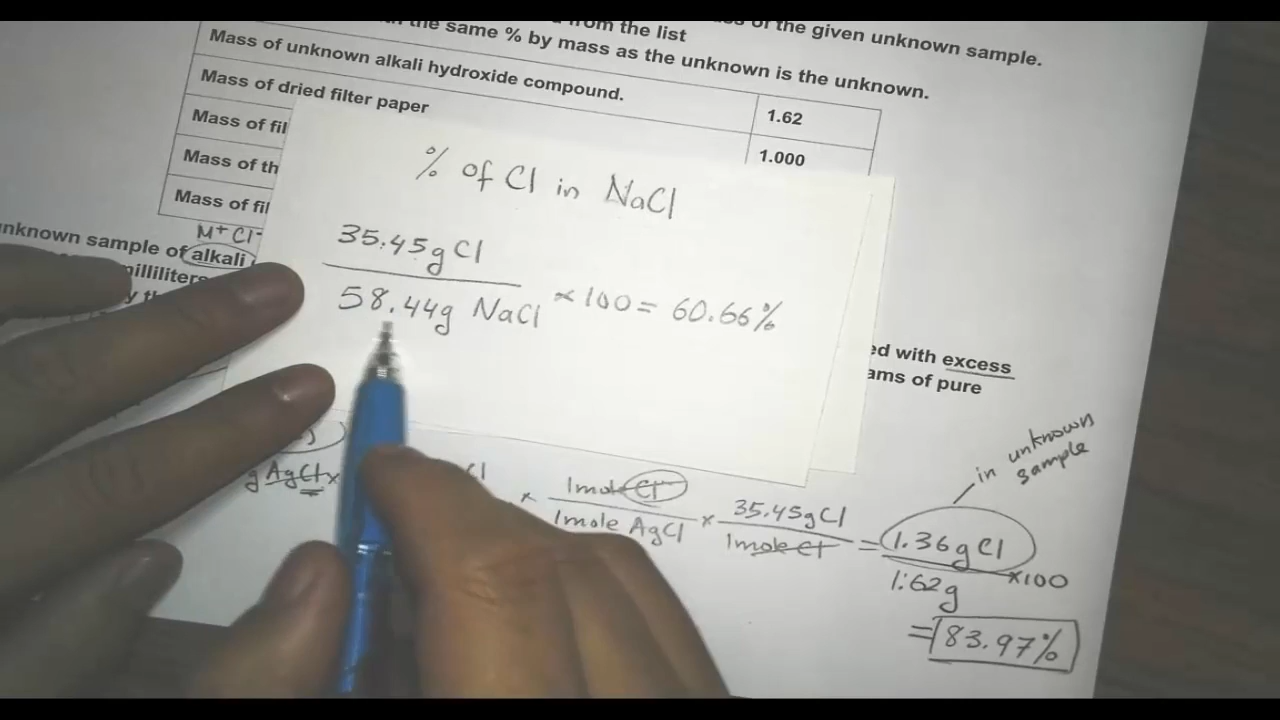 of the given unknown sample.
from the list
the same % by mass as the unknown is the unknown.
Mass of unknown alkali hydroxide compound. 1.62
Mass of dried filter paper 1.000
Mass of fil
Mass of th
Mass of fil
M+ Cl-
unknown sample of alkali
milliliters
% of Cl in NaCl
35.45g Cl
58.44g NaCl × 100 = 60.66%
ed with excess
ams of pure
in unknown
sample
g AgCl x
× 1mol Cl × 35.45g Cl = 1.36g Cl ×100
1mole AgCl 1mole Cl 1.62g
= 83.97%